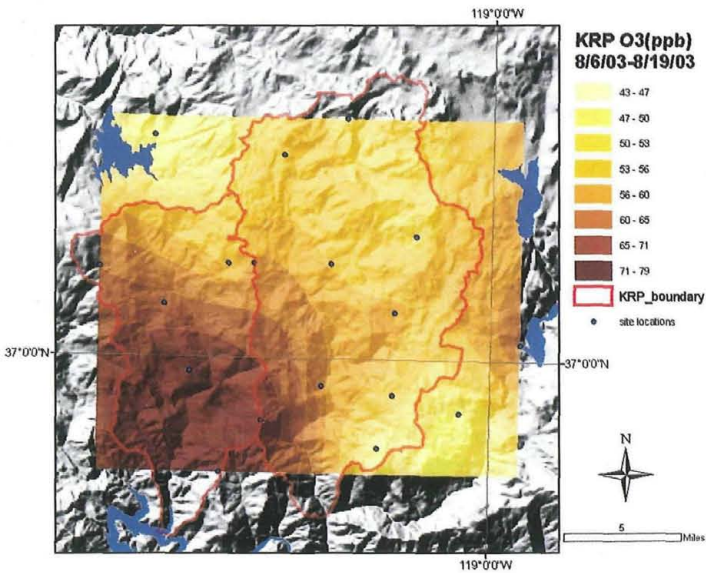 119°0'0"W
KRP O3(ppb)
8/6/03-8/19/03
43 - 47
47 - 50
50 - 53
53 - 56
56 - 60
60 - 65
65 - 71
71 - 79
KRP_boundary
site locations
37°0'0"N
37°0'0"N
N
5
Miles
119°0'0"W